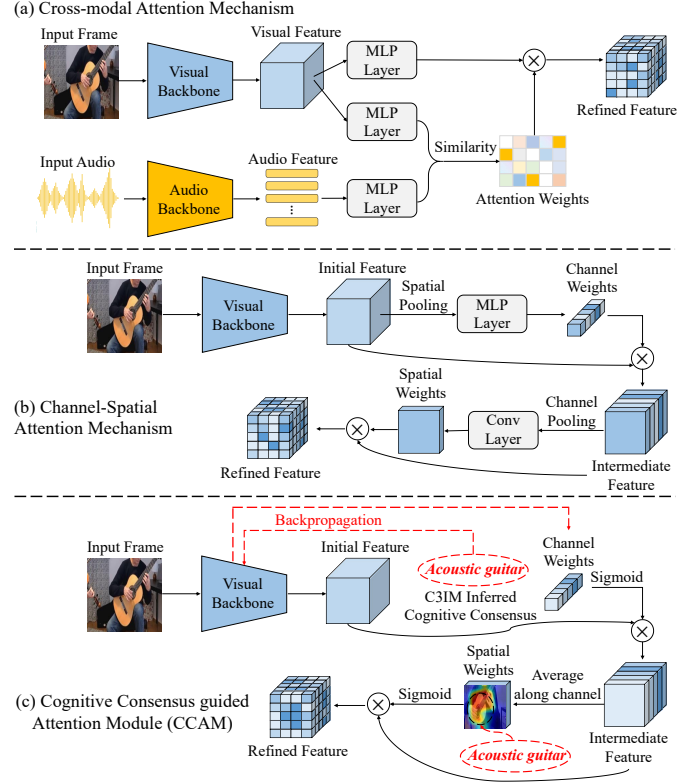 (a) Cross-modal Attention Mechanism
Input Frame
Visual Feature
Visual
Backbone
MLP
Layer
Refined Feature
MLP
Layer
Similarity
Input Audio
Audio Feature
Audio
Backbone
MLP
Layer
Attention Weights
Input Frame
Initial Feature
Channel
Weights
Visual
Backbone
Spatial
Pooling
MLP
Layer
(b) Channel-Spatial
Attention Mechanism
Spatial
Weights
Conv
Layer
Channel
Pooling
Refined Feature
Intermediate
Feature
Backpropagation
Input Frame
Initial Feature
Acoustic guitar
Channel
Weights
Visual
Backbone
C3IM Inferred
Cognitive Consensus
Sigmoid
(c) Cognitive Consensus guided
Attention Module (CCAM)
Spatial
Weights
Sigmoid
Average
along channel
Refined Feature
Acoustic guitar
Intermediate
Feature